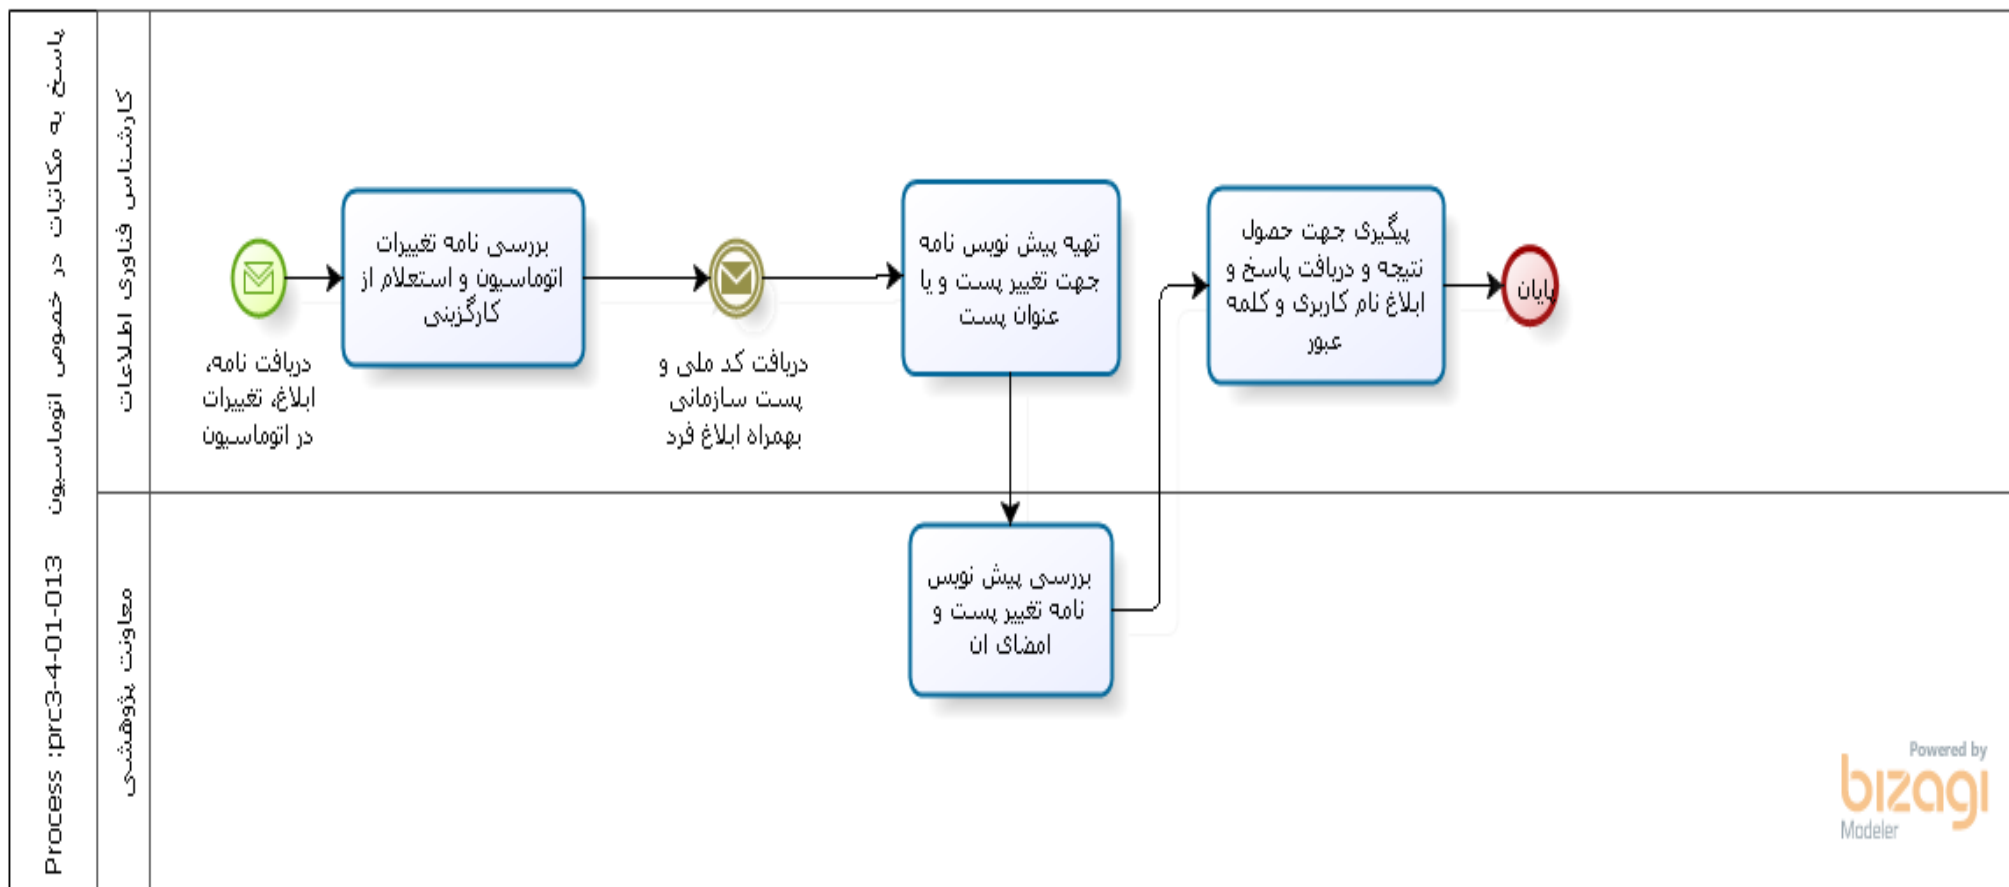 Process :prc3-4-01-013 پاسخ به مکاتبات در خصوص اتوماسیون
کارشناس فناوری اطلاعات
دریافت نامه،
ابلاغ، تغییرات
در اتوماسیون
بررسی نامه تغییرات
اتوماسیون و استعلام از
کارگزینی
دریافت کد ملی و
پست سازمانی
بهمراه ابلاغ فرد
تهیه پیش نویس نامه
جهت تغییر پست و یا
عنوان پست
پیگیری جهت حصول
نتیجه و دریافت پاسخ و
ابلاغ نام کاربری و کلمه
عبور
پایان
معاونت پژوهشی
بررسی پیش نویس
نامه تغییر پست و
امضای ان
Powered by
bizagi
Modeler